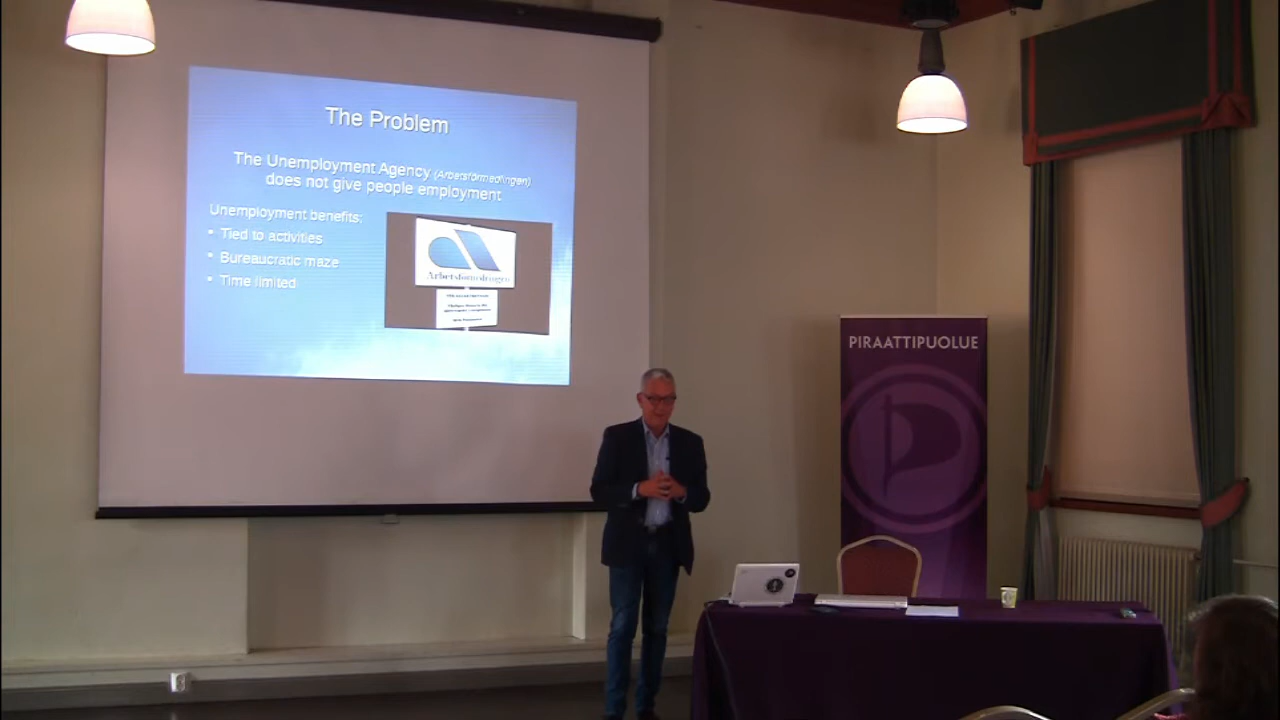 The Problem
The Unemployment Agency (Arbetsförmedlingen)
does not give people employment
Unemployment benefits:
• Tied to activities
• Bureaucratic maze
• Time limited
Arbetsförmedlingen
PIRAATTIPUOLUE